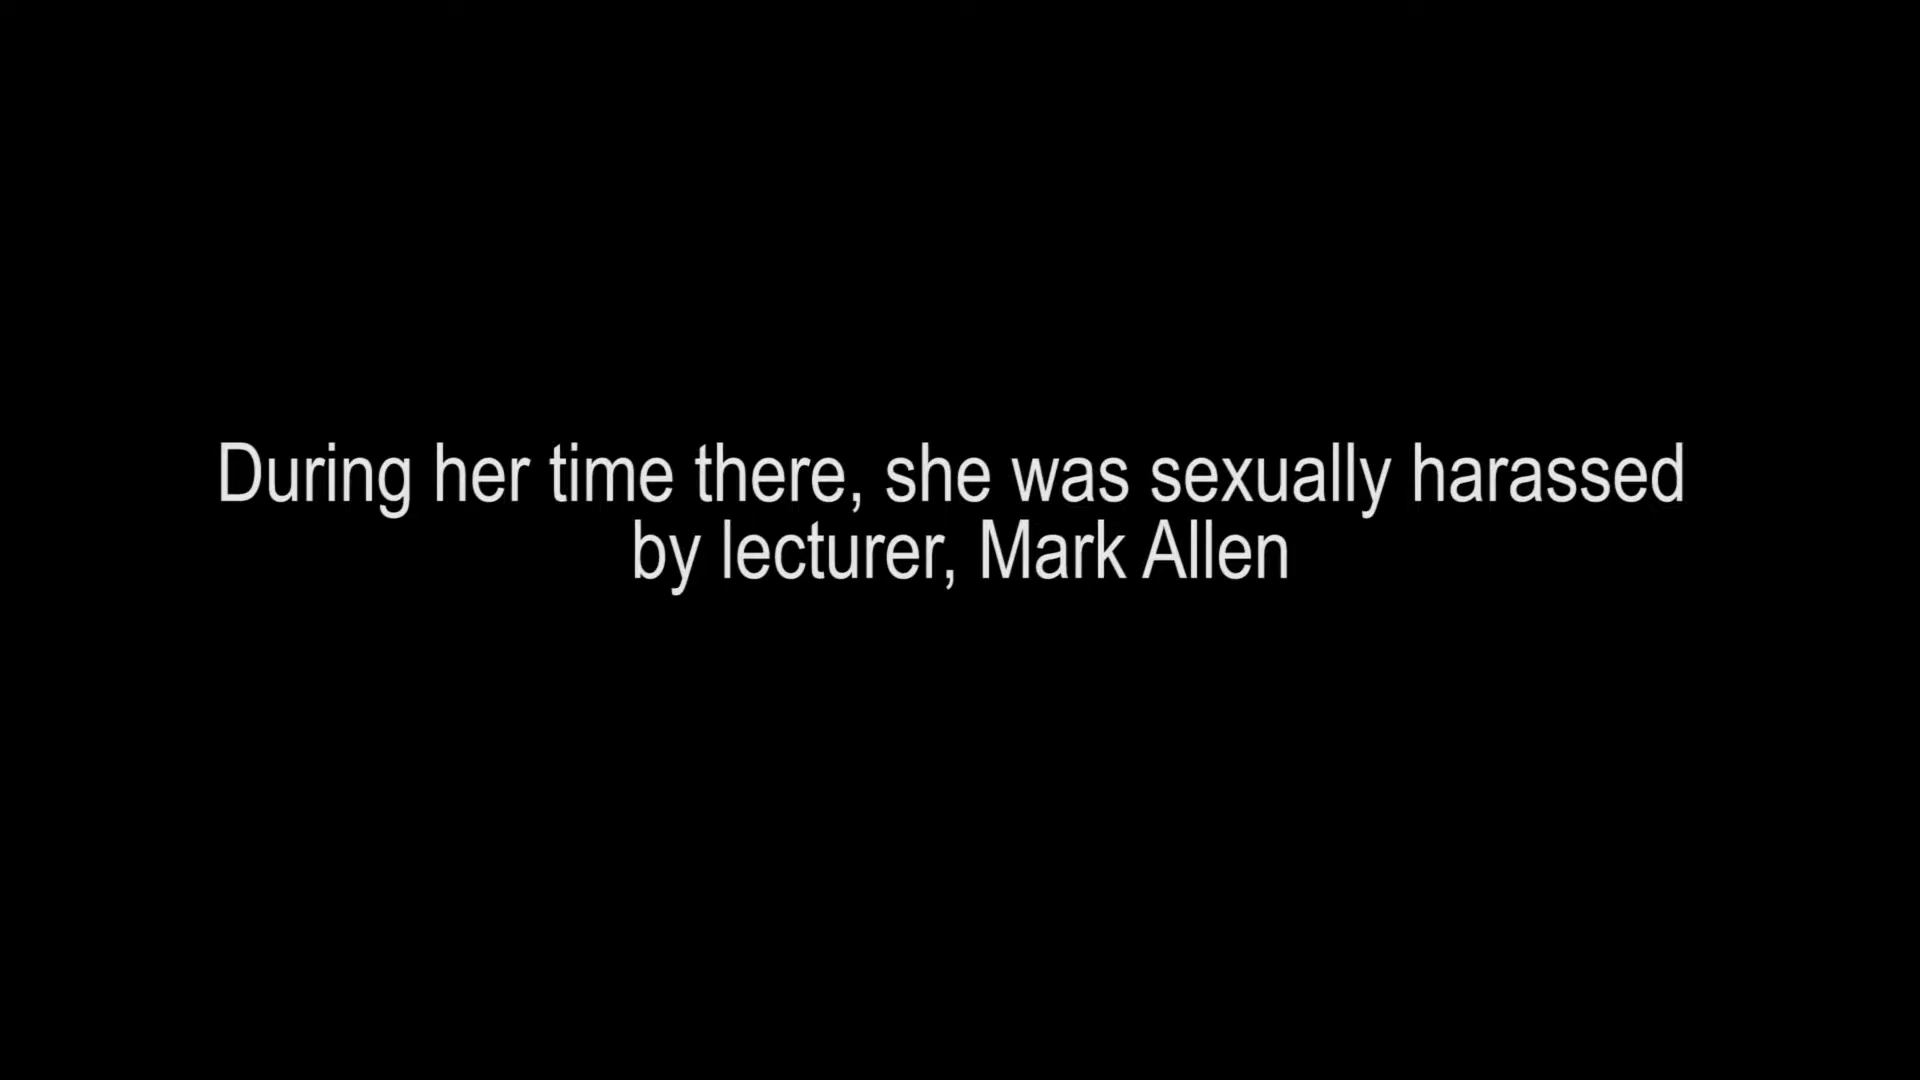 During her time there, she was sexually harassed
by lecturer, Mark Allen